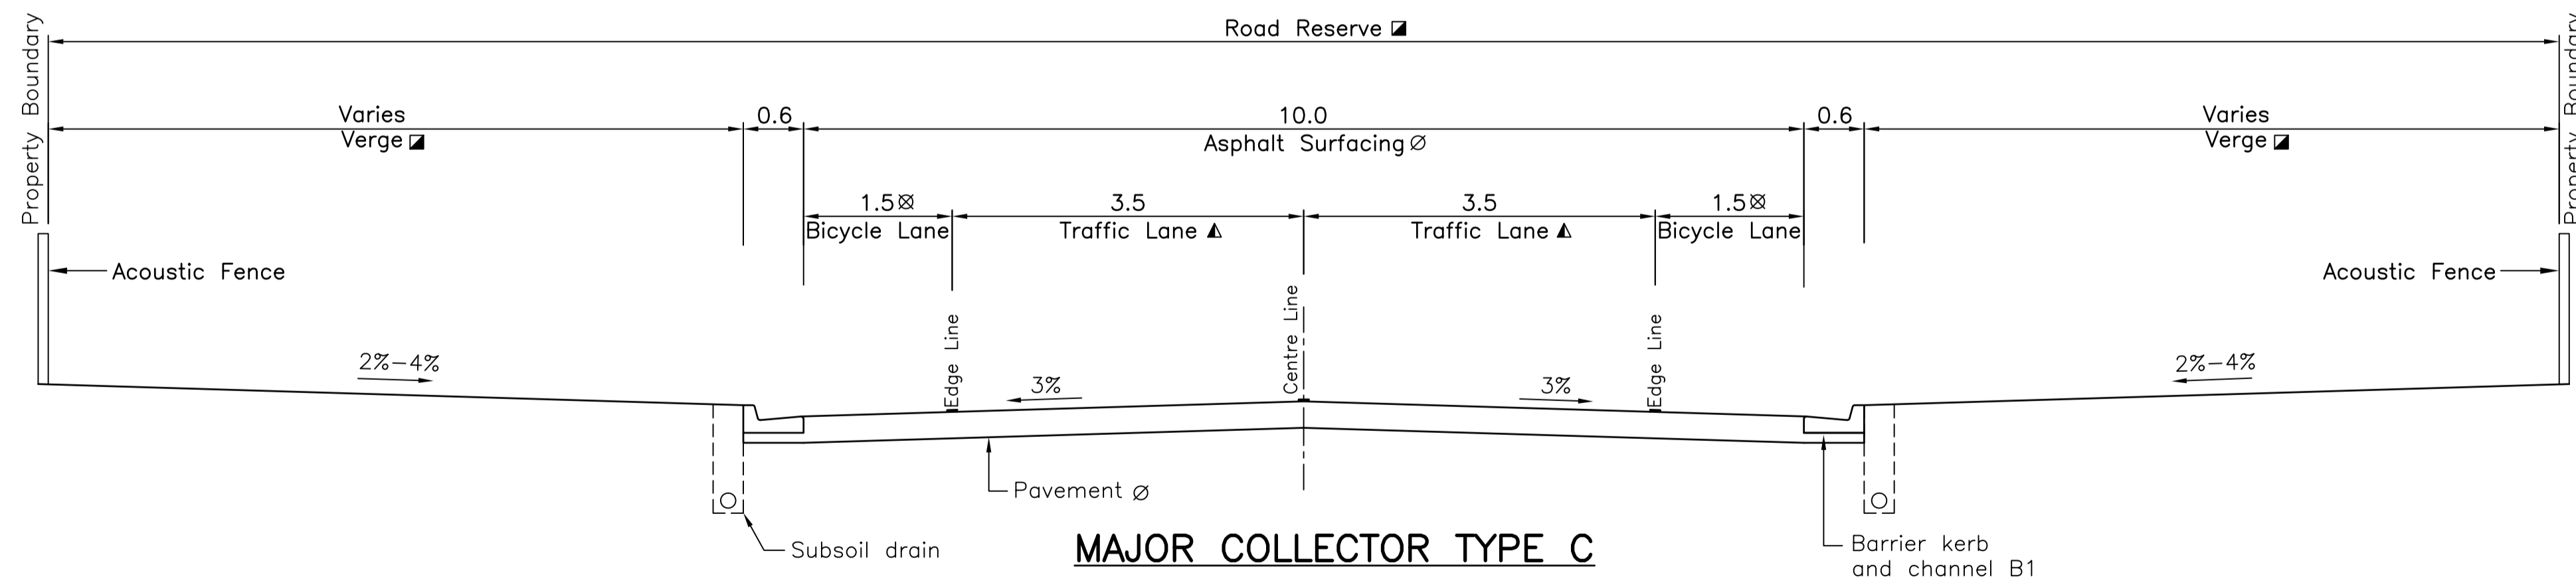 Road Reserve ◪
Property Boundary
Property Boundary
Varies
0.6
10.0
0.6
Varies
Verge ◪
Asphalt Surfacing ∅
Verge ◪
1.5 ⊠
3.5
3.5
1.5 ⊠
Bicycle Lane
Traffic Lane ◭
Traffic Lane ◭
Bicycle Lane
Acoustic Fence
Acoustic Fence
Edge Line
Centre Line
Edge Line
2%-4%
3%
3%
2%-4%
Pavement ∅
Subsoil drain
MAJOR COLLECTOR TYPE C
Barrier kerb
and channel B1